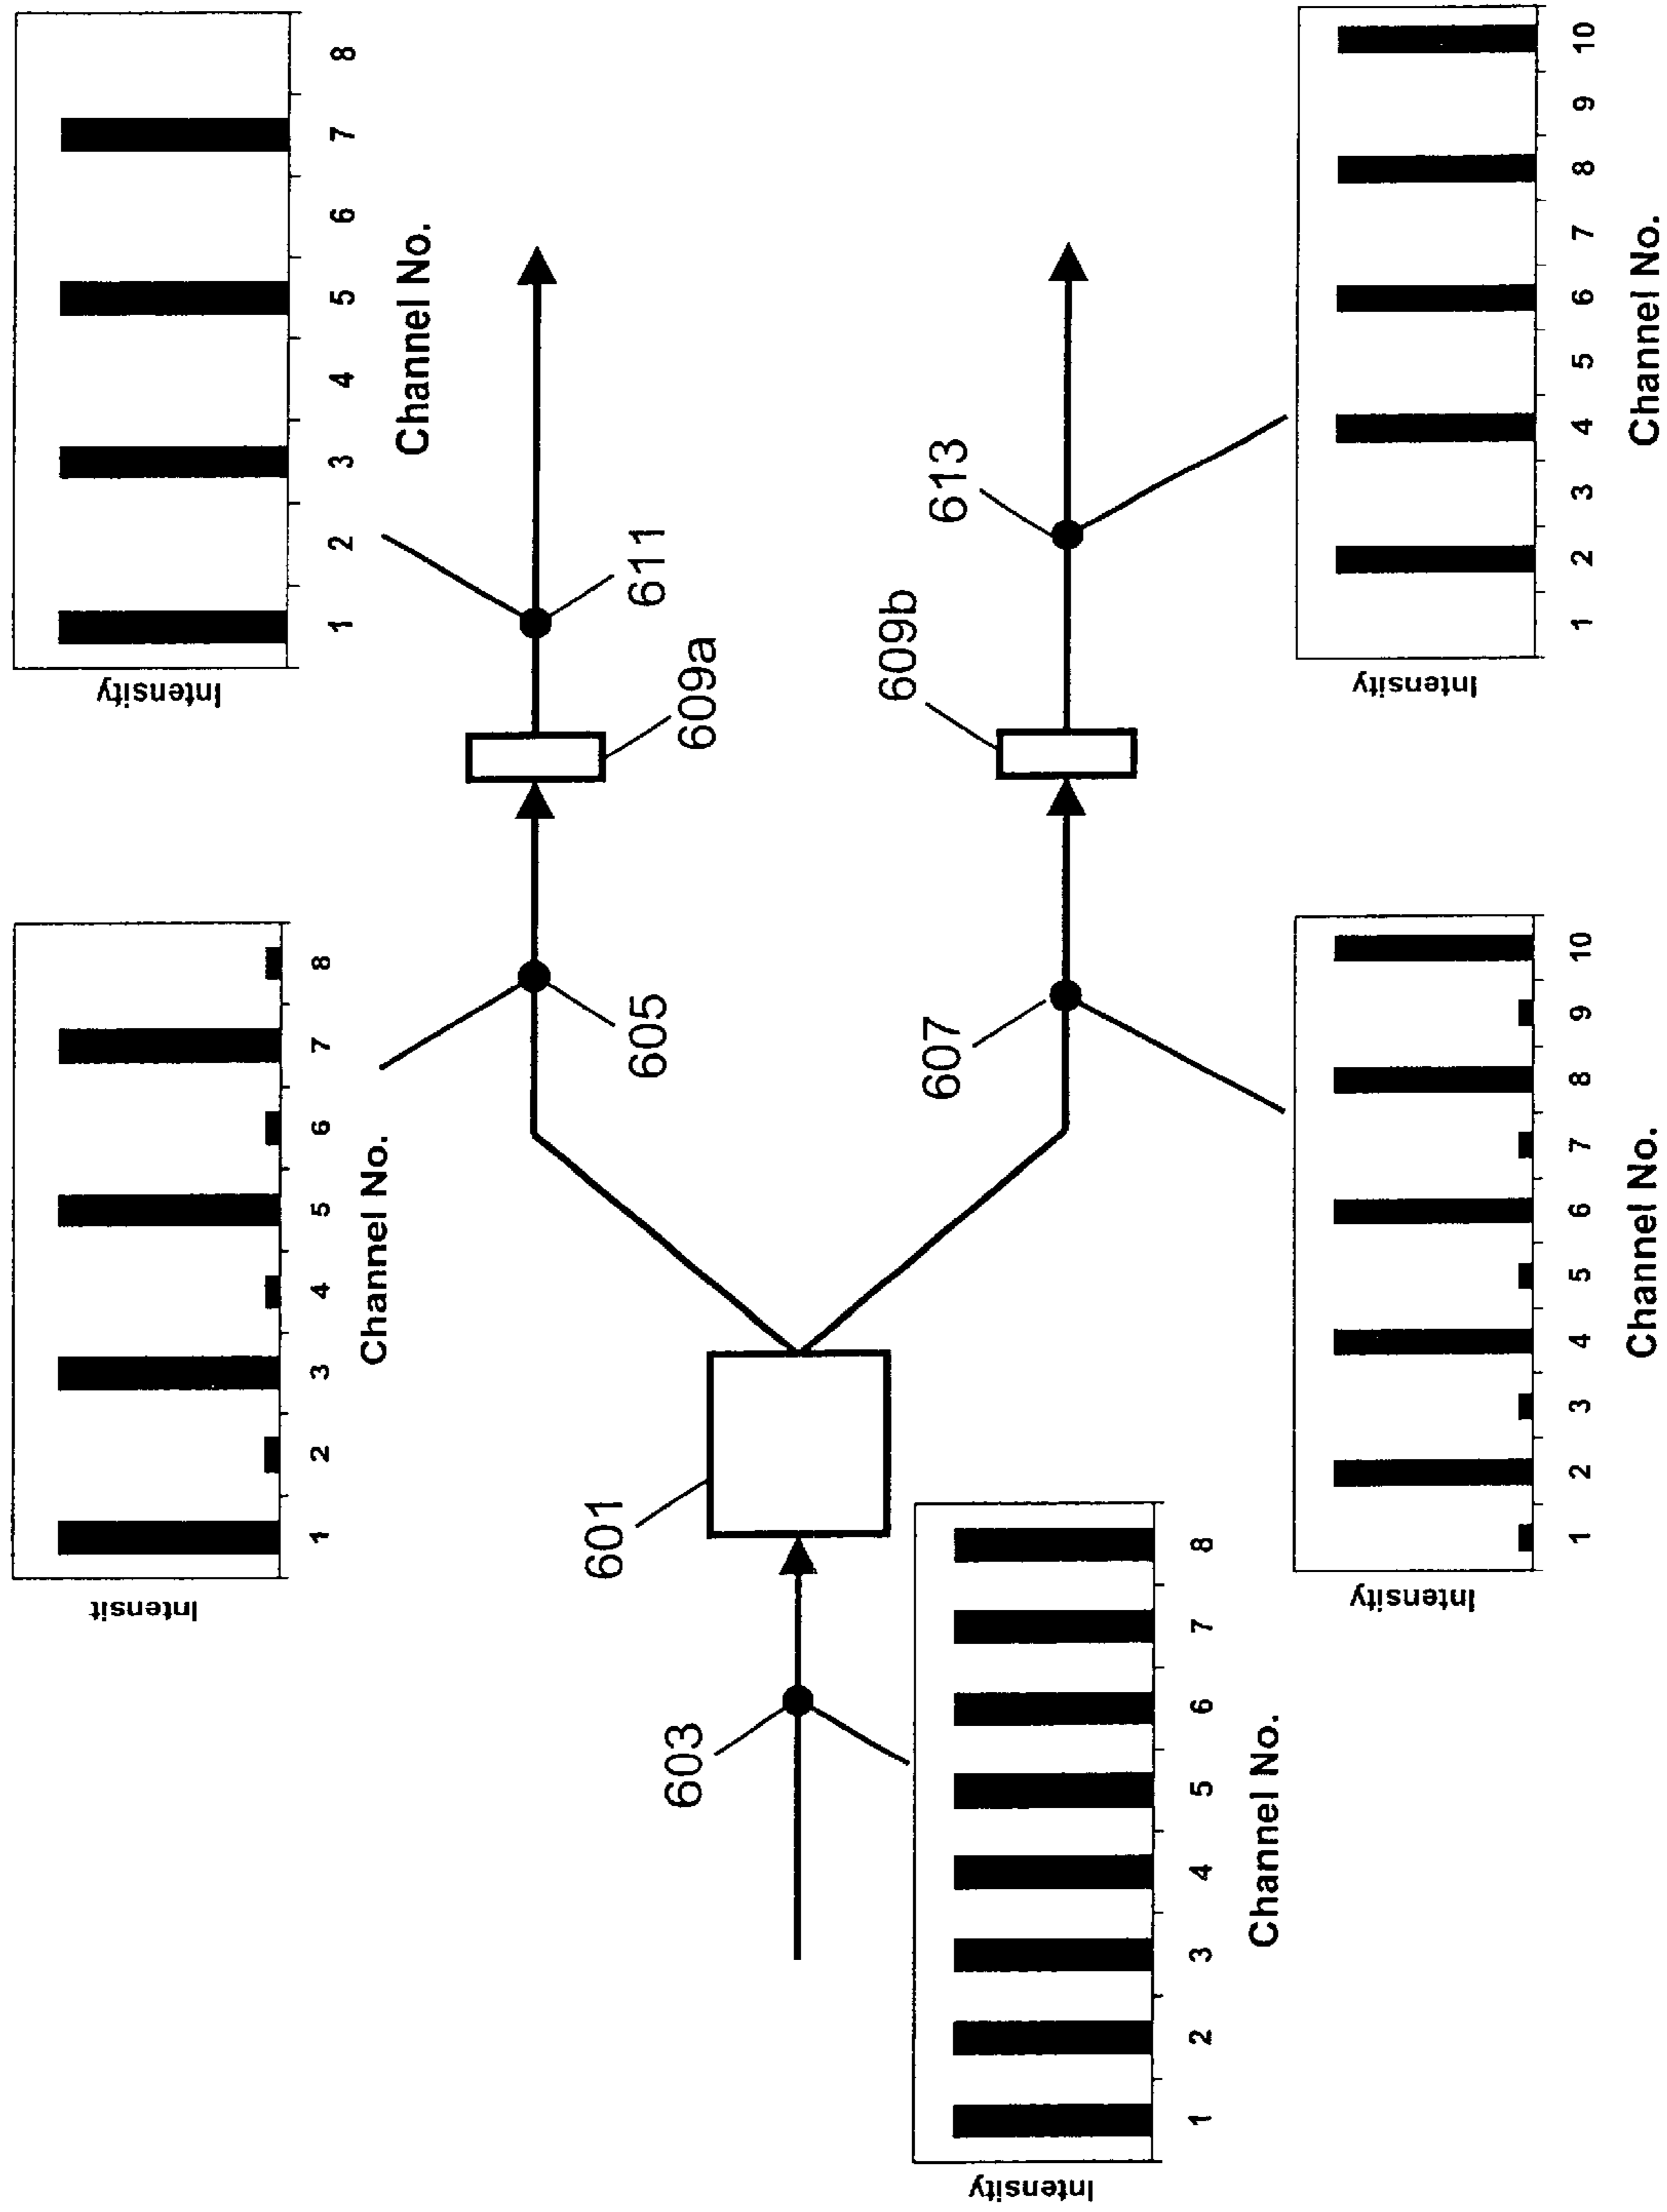 Intensit
1 2 3 4 5 6 7 8
Channel No.
Intensity
1 2 3 4 5 6 7 8
Channel No.
605
611
609a
601
603
Intensity
1 2 3 4 5 6 7 8
Channel No.
607
609b
613
Intensity
1 2 3 4 5 6 7 8 9 10
Channel No.
Intensity
1 2 3 4 5 6 7 8 9 10
Channel No.